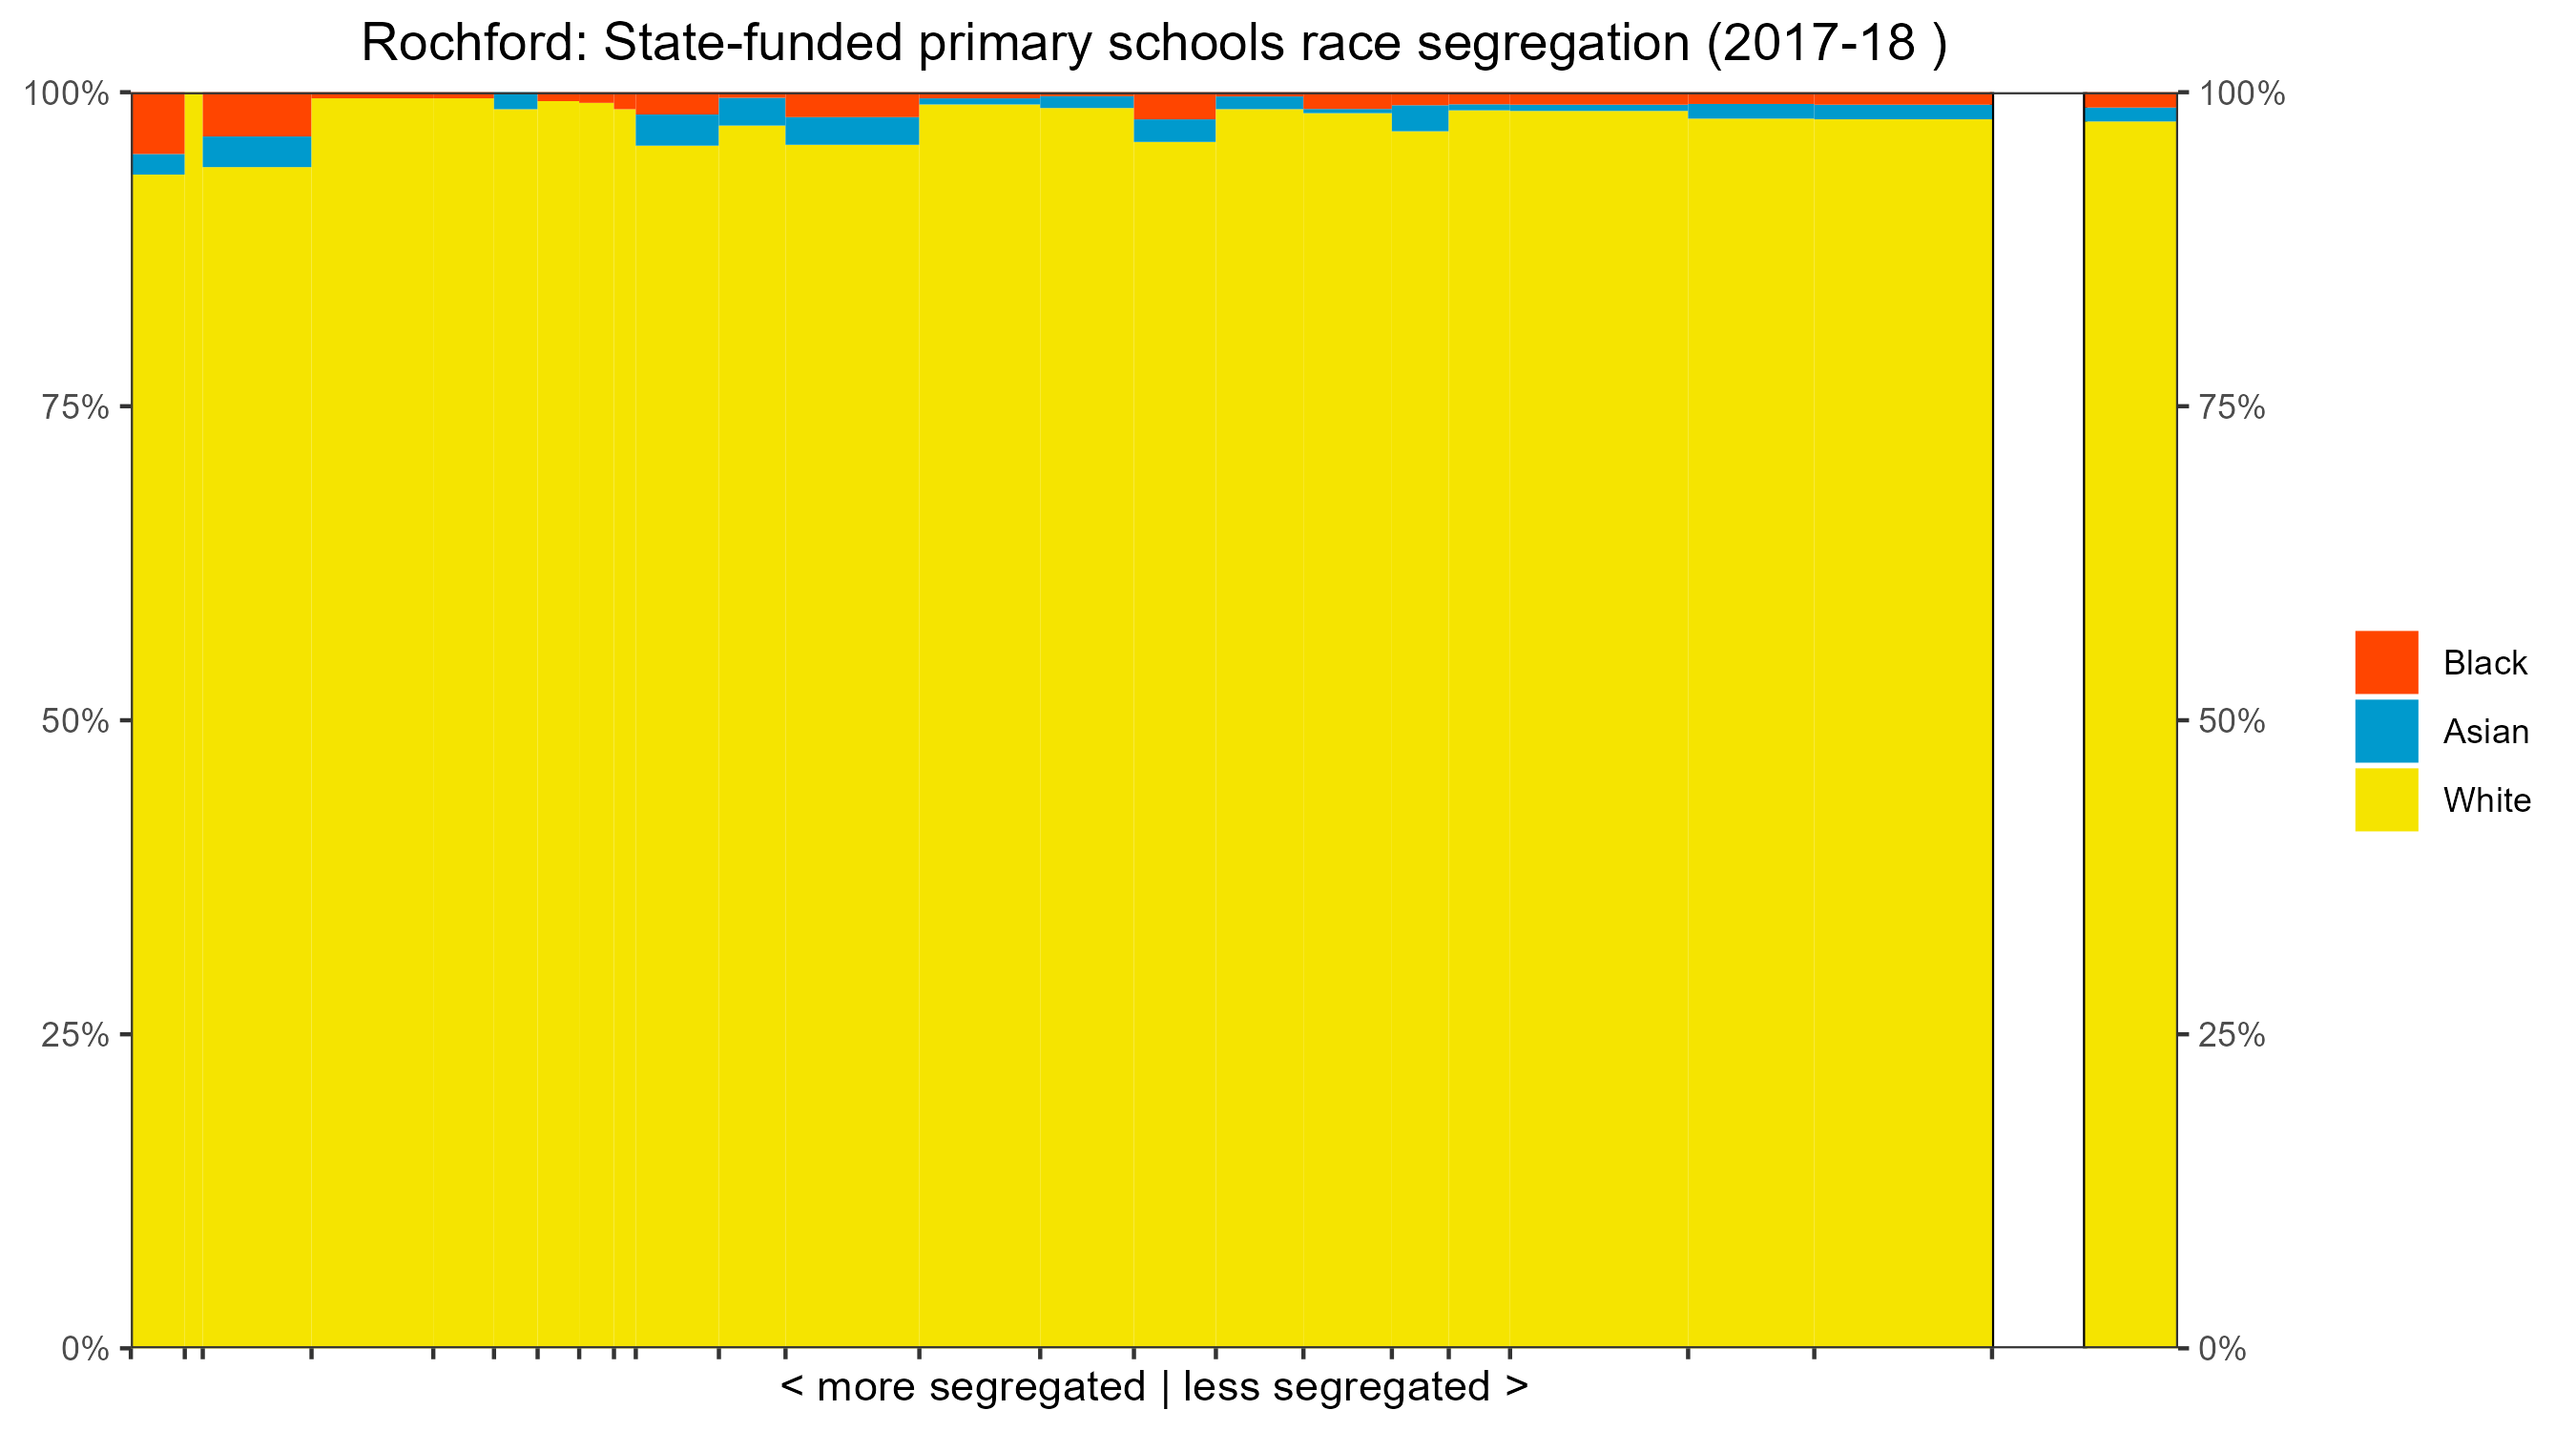 Rochford: State-funded primary schools race segregation (2017-18 )
100%
75%
50%
25%
0%
100%
75%
50%
25%
0%
Black
Asian
White
< more segregated | less segregated >